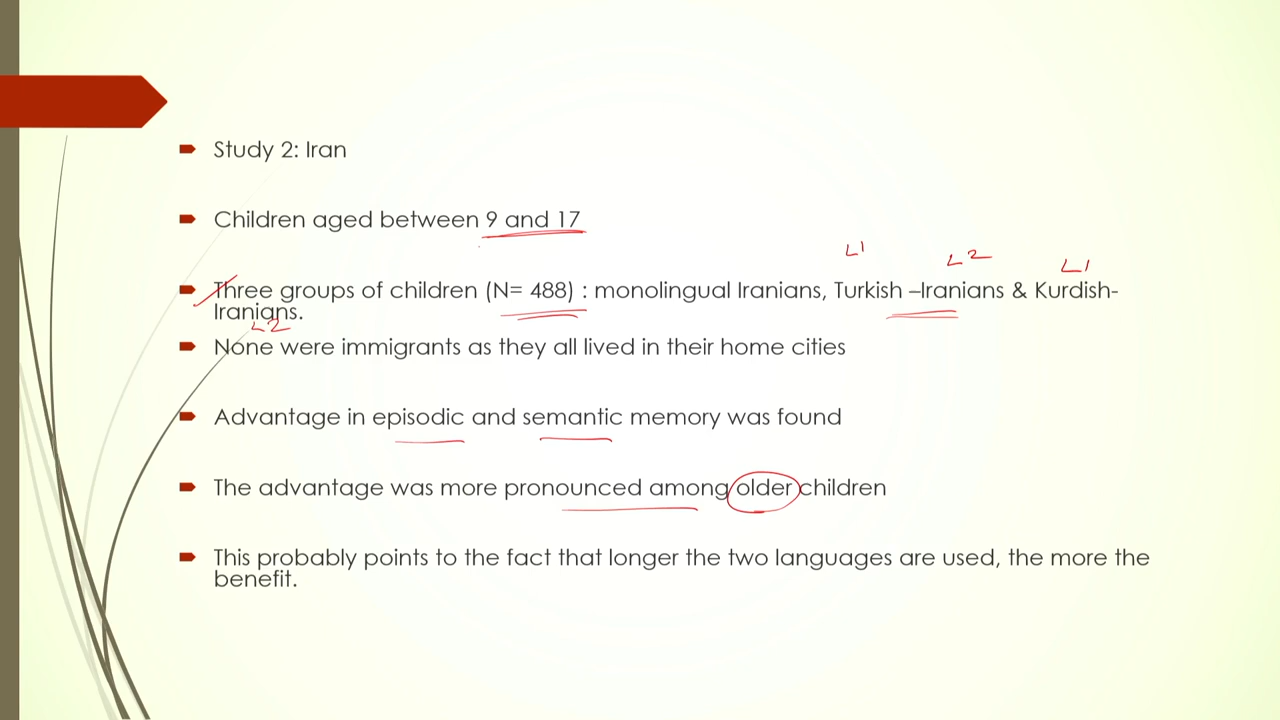 Study 2: Iran
Children aged between 9 and 17
L1 L2 L1
Three groups of children (N= 488) : monolingual Iranians, Turkish –Iranians & Kurdish-
Iranians.
L2
None were immigrants as they all lived in their home cities
Advantage in episodic and semantic memory was found
The advantage was more pronounced among older children
This probably points to the fact that longer the two languages are used, the more the
benefit.